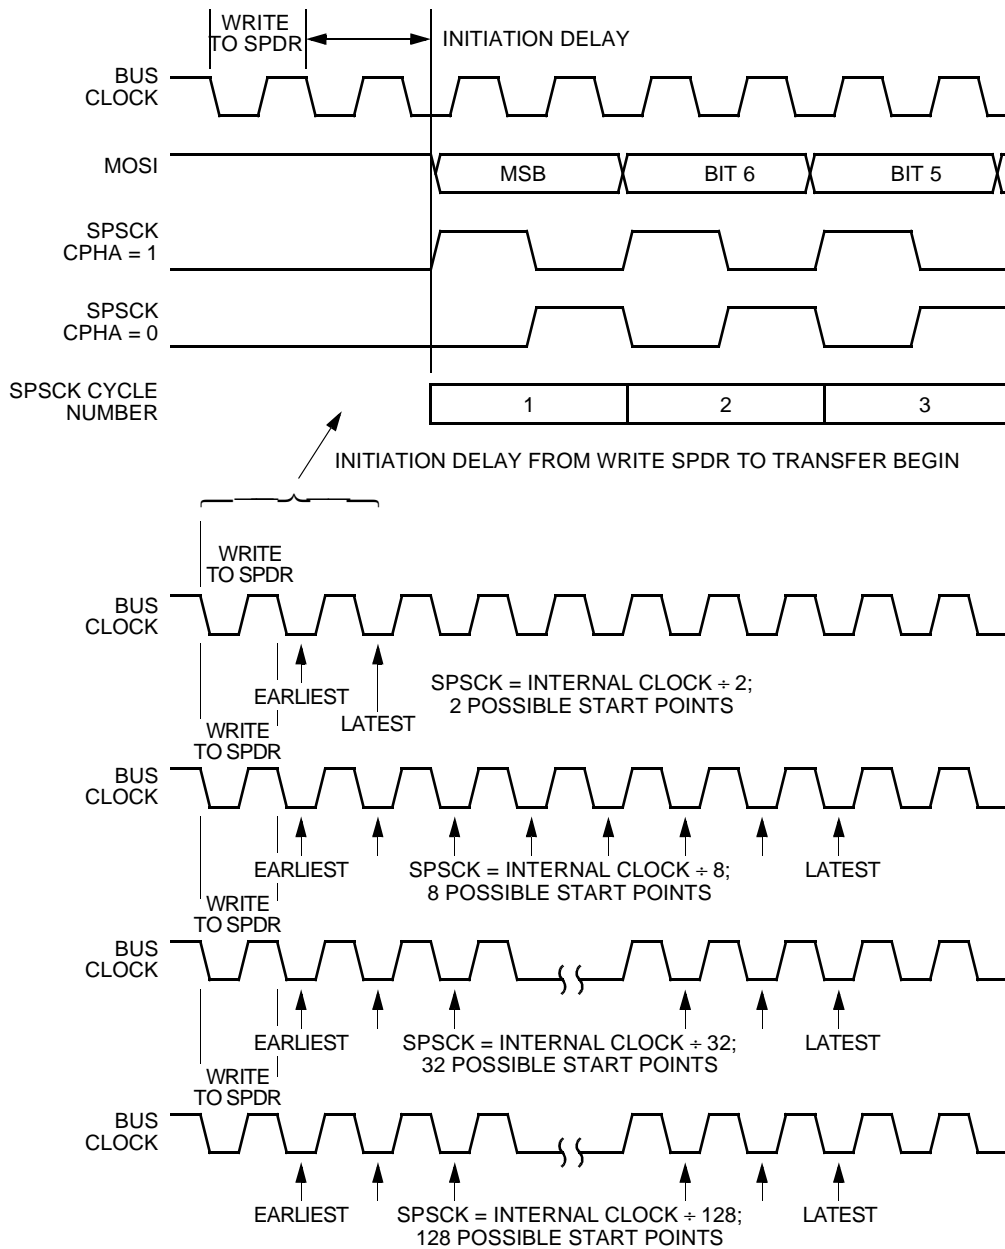 WRITE
TO SPDR
INITIATION DELAY
BUS
CLOCK
MOSI
MSB
BIT 6
BIT 5
SPSCK
CPHA = 1
SPSCK
CPHA = 0
SPSCK CYCLE
NUMBER
1
2
3
INITIATION DELAY FROM WRITE SPDR TO TRANSFER BEGIN
WRITE
TO SPDR
BUS
CLOCK
EARLIEST
LATEST
SPSCK = INTERNAL CLOCK ÷ 2;
2 POSSIBLE START POINTS
WRITE
TO SPDR
BUS
CLOCK
EARLIEST
SPSCK = INTERNAL CLOCK ÷ 8;
8 POSSIBLE START POINTS
LATEST
WRITE
TO SPDR
BUS
CLOCK
EARLIEST
SPSCK = INTERNAL CLOCK ÷ 32;
32 POSSIBLE START POINTS
LATEST
WRITE
TO SPDR
BUS
CLOCK
EARLIEST
SPSCK = INTERNAL CLOCK ÷ 128;
128 POSSIBLE START POINTS
LATEST